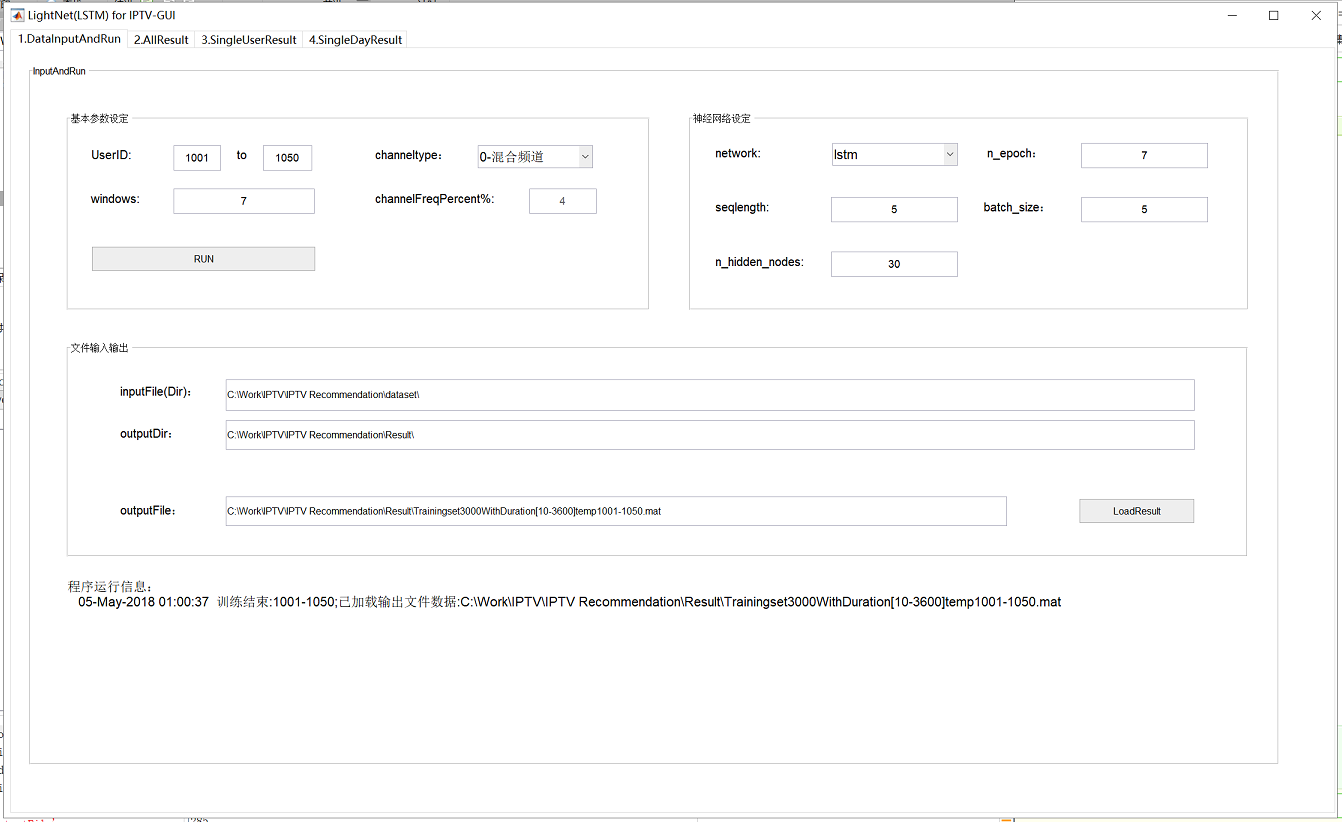 LightNet(LSTM) for IPTV-GUI
1.DataInputAndRun 2.AllResult 3.SingleUserResult 4.SingleDayResult
InputAndRun
基本参数设定
UserID: 1001 to 1050 channeltype: 0-混合频道
windows: 7 channelFreqPercent%: 4
RUN
神经网络设定
network: lstm n_epoch: 7
seqlength: 5 batch_size: 5
n_hidden_nodes: 30
文件输入输出
inputFile(Dir): C:\Work\IPTV\IPTV Recommendation\dataset\
outputDir: C:\Work\IPTV\IPTV Recommendation\Result\
outputFile: C:\Work\IPTV\IPTV Recommendation\Result\Trainingset3000WithDuration[10-3600]temp1001-1050.mat LoadResult
程序运行信息:
05-May-2018 01:00:37 训练结束:1001-1050;已加载输出文件数据:C:\Work\IPTV\IPTV Recommendation\Result\Trainingset3000WithDuration[10-3600]temp1001-1050.mat